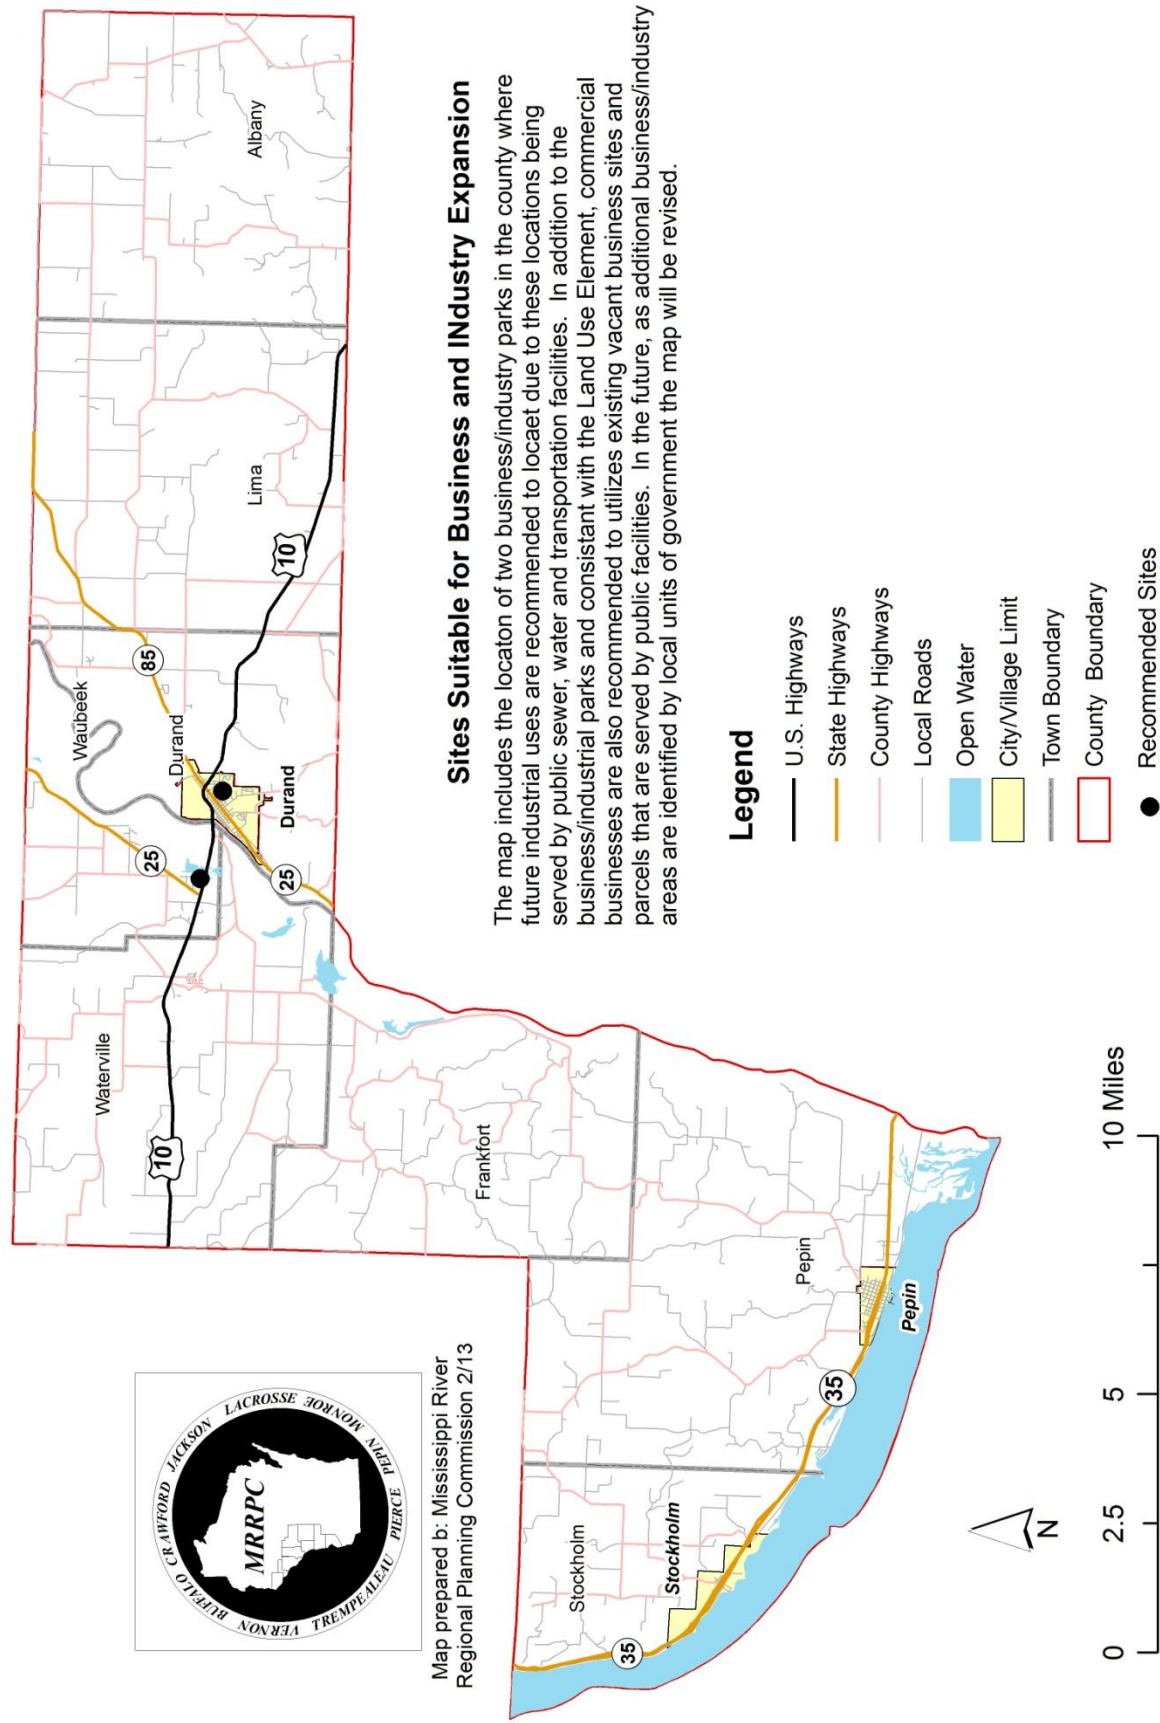 BUFFALO CRAWFORD JACKSON LACROSSE MONROE PEPIN PIERCE TREMPEALEAU VERNON
MRRPC
Map prepared b: Mississippi River
Regional Planning Commission 2/13
Waterville
Waubeek
Durand
Durand
Lima
Albany
Frankfort
Pepin
Pepin
Stockholm
Stockholm
10
10
25
25
85
35
35
Sites Suitable for Business and INdustry Expansion
The map includes the locaton of two business/industry parks in the county where
future industrial uses are recommended to locaet due to these locations being
served by public sewer, water and transportation facilities.  In addition to the
business/industrial parks and consistant with the Land Use Element, commercial
businesses are also recommended to utilizes existing vacant business sites and
parcels that are served by public facilities.  In the future, as additional business/industry
areas are identified by local units of government the map will be revised.
Legend
U.S. Highways
State Highways
County Highways
Local Roads
Open Water
City/Village Limit
Town Boundary
County Boundary
Recommended Sites
N
0 2.5 5 10 Miles